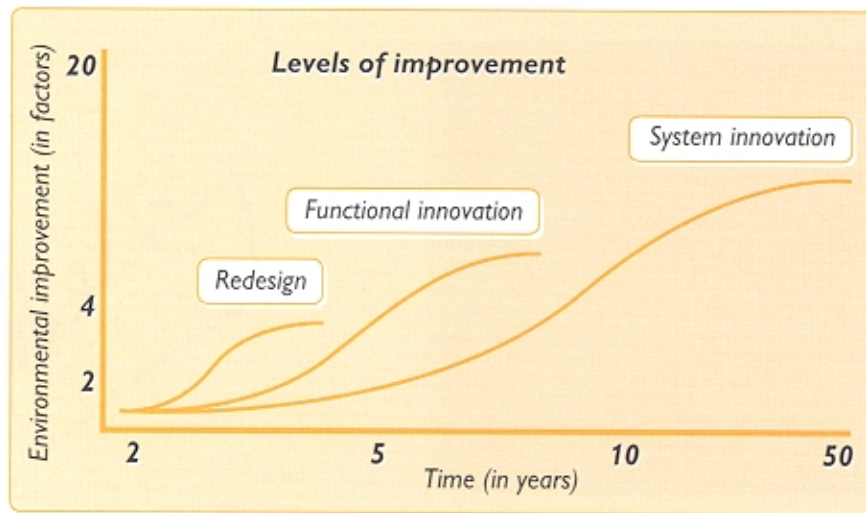 Levels of improvement
Environmental improvement (in factors)
20
4
2
System innovation
Functional innovation
Redesign
2
5
10
50
Time (in years)